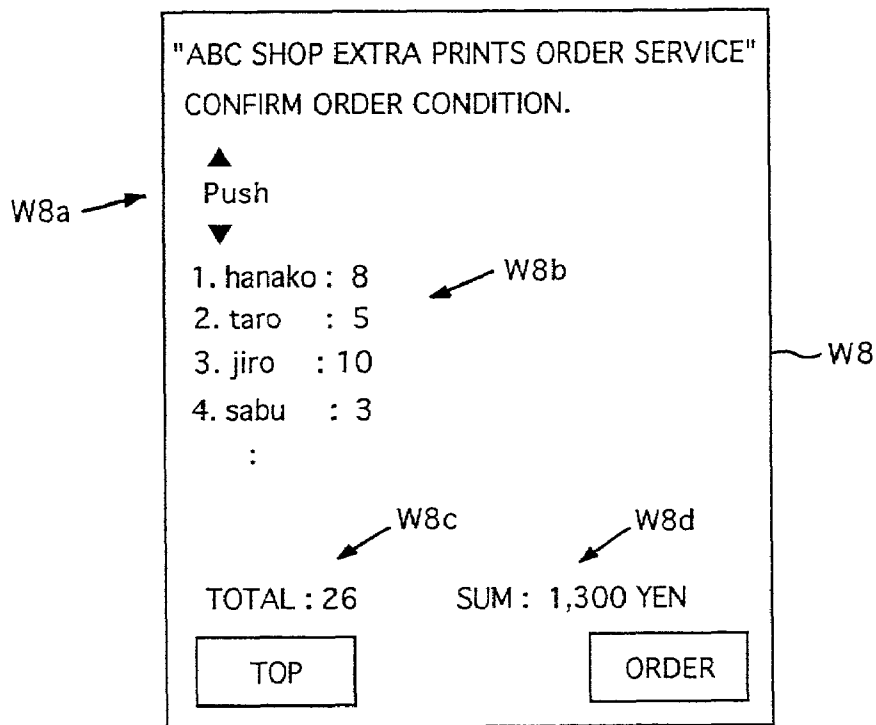 "ABC SHOP EXTRA PRINTS ORDER SERVICE"
CONFIRM ORDER CONDITION.
▲
W8a
Push
▼
1. hanako : 8
W8b
2. taro : 5
3. jiro : 10
W8
4. sabu : 3
:
W8c
W8d
TOTAL : 26
SUM : 1,300 YEN
TOP
ORDER